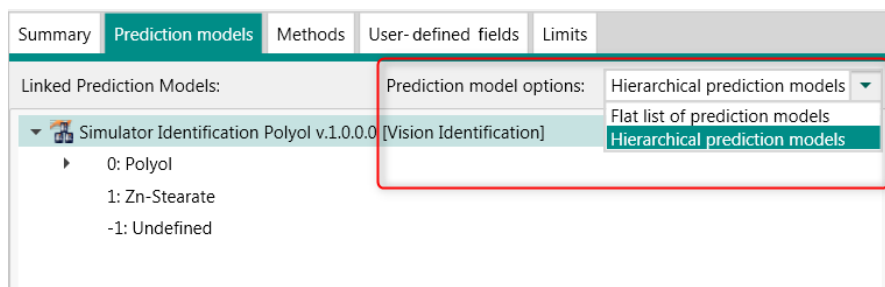 Summary Prediction models Methods User-defined fields Limits
Linked Prediction Models: Prediction model options: Hierarchical prediction models
Flat list of prediction models
Hierarchical prediction models
Simulator Identification Polyol v.1.0.0.0 [Vision Identification]
0: Polyol
1: Zn-Stearate
-1: Undefined